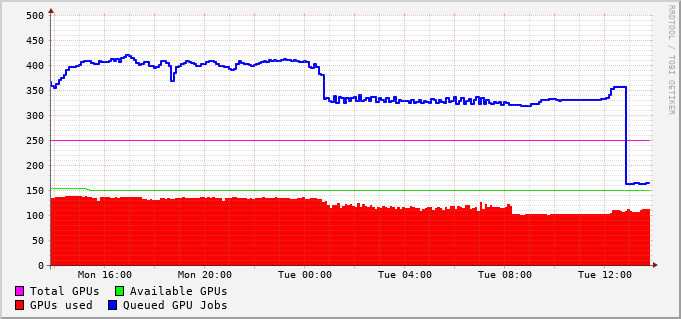 500
450
400
350
300
250
200
150
100
50
0
Mon 16:00 Mon 20:00 Tue 00:00 Tue 04:00 Tue 08:00 Tue 12:00
Total GPUs Available GPUs
GPUs used Queued GPU Jobs
RRDTOOL / TOBI OETIKER